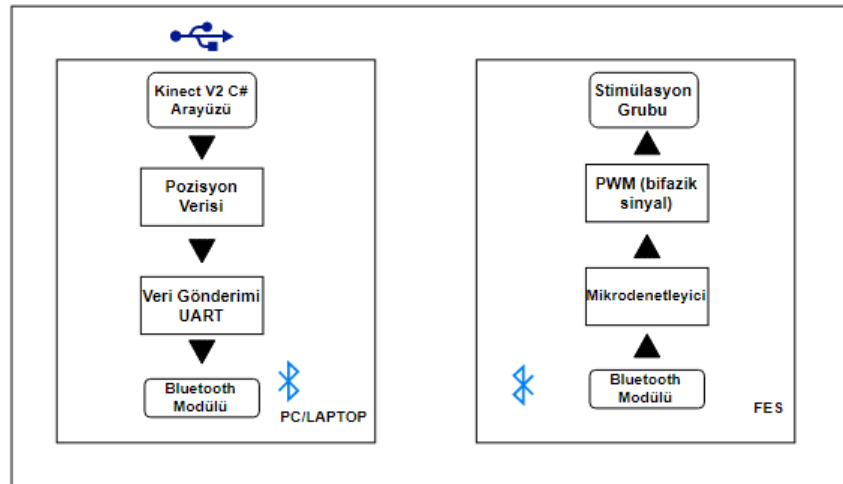 Kinect V2 C#
Arayüzü
Pozisyon
Verisi
Veri Gönderimi
UART
Bluetooth
Modülü
PC/LAPTOP
Stimülasyon
Grubu
PWM (bifazik
sinyal)
Mikrodenetleyici
Bluetooth
Modülü
FES